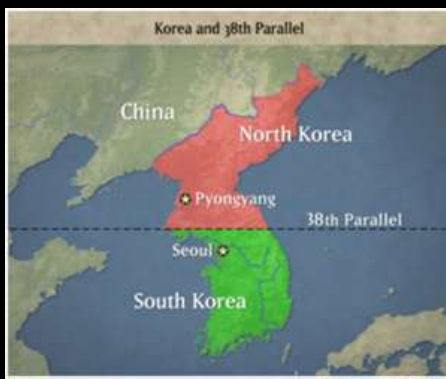 Korea and 38th Parallel
China
North Korea
Pyongyang
38th Parallel
Seoul
South Korea